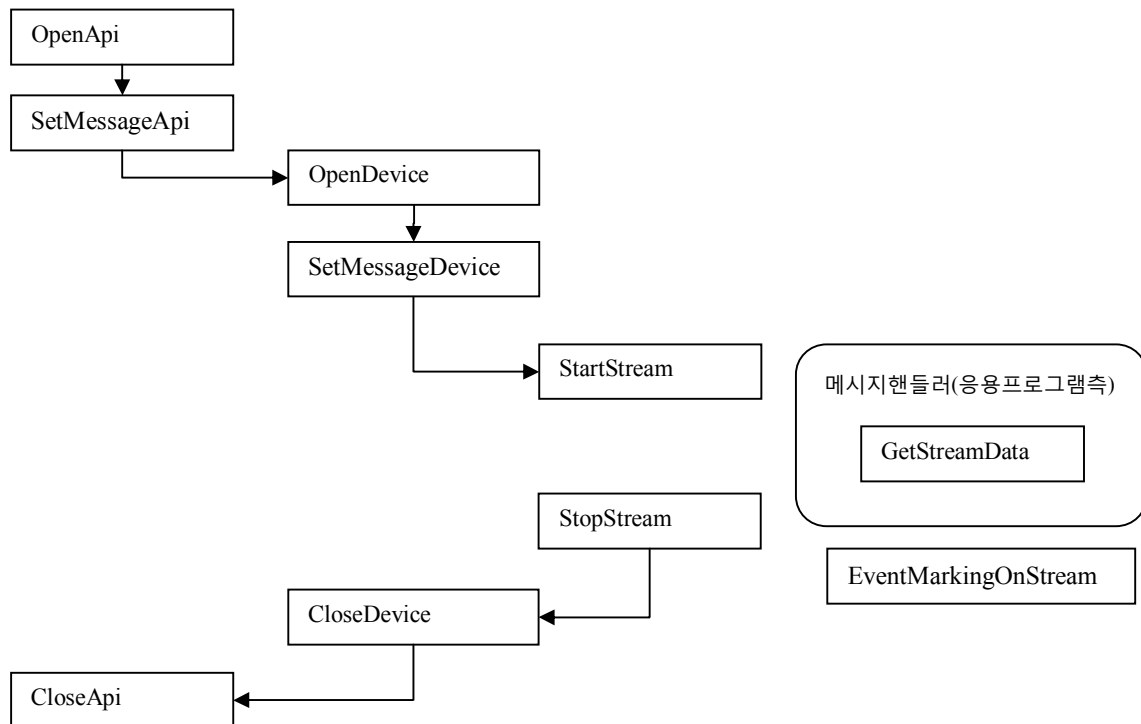 OpenApi
SetMessageApi
OpenDevice
SetMessageDevice
StartStream
메시지핸들러(응용프로그램측)
GetStreamData
StopStream
EventMarkingOnStream
CloseDevice
CloseApi